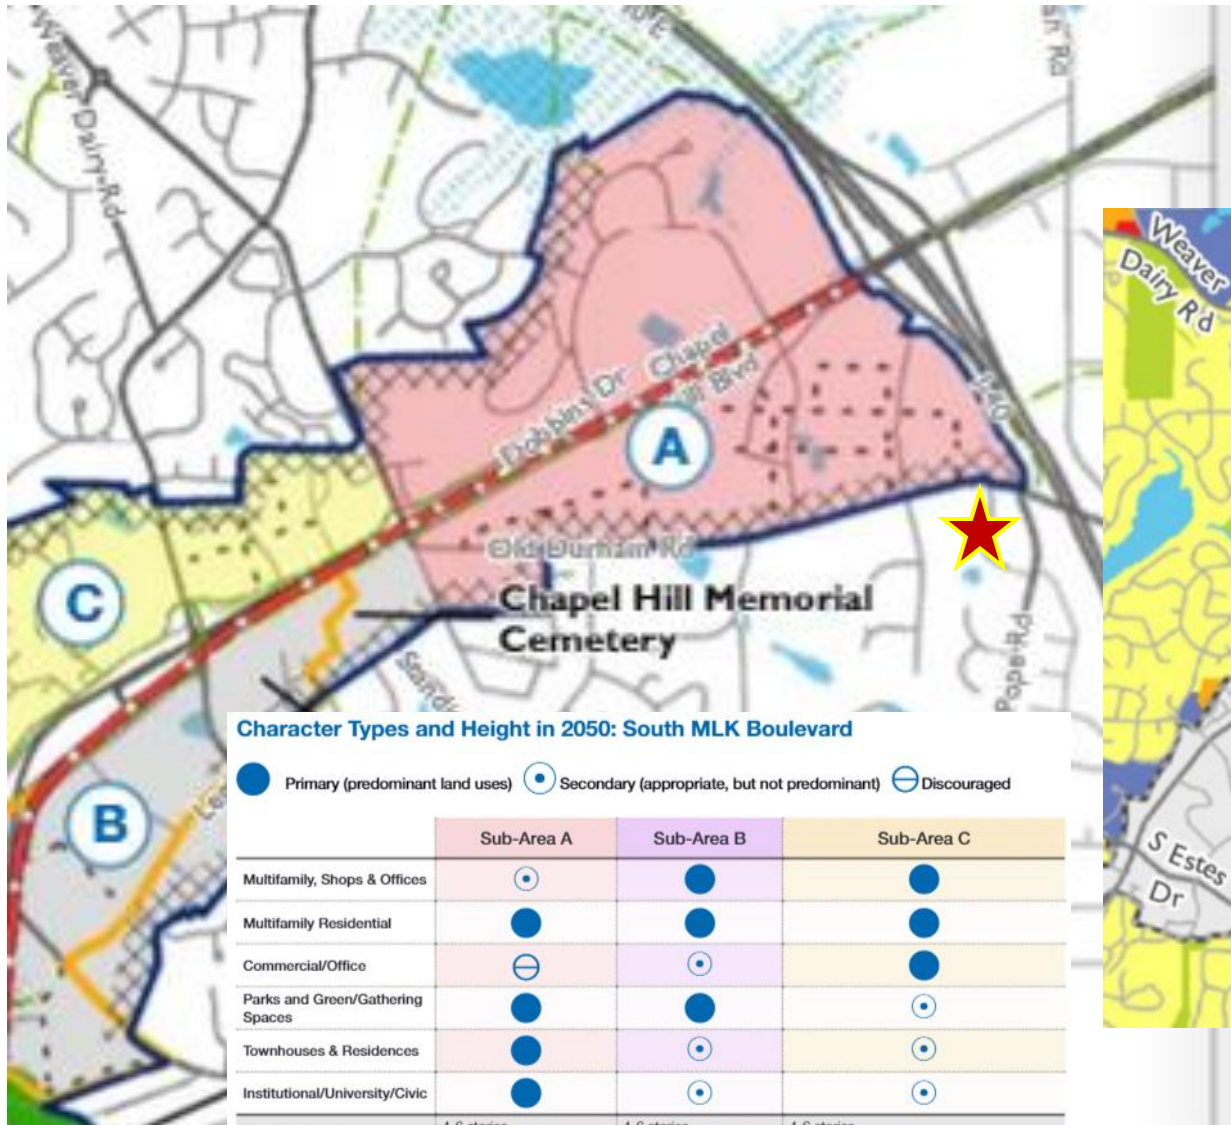 Weaver Dairy Rd
Dobbins Dr
Chapel
Blvd
A
I-40
Old Durham Rd
Chapel Hill Memorial
Cemetery
C
Pope Rd
B
Weaver
Dairy Rd
S Estes
Dr
Character Types and Height in 2050: South MLK Boulevard
Primary (predominant land uses) Secondary (appropriate, but not predominant) Discouraged
Sub-Area A Sub-Area B Sub-Area C
Multifamily, Shops & Offices
Multifamily Residential
Commercial/Office
Parks and Green/Gathering
Spaces
Townhouses & Residences
Institutional/University/Civic